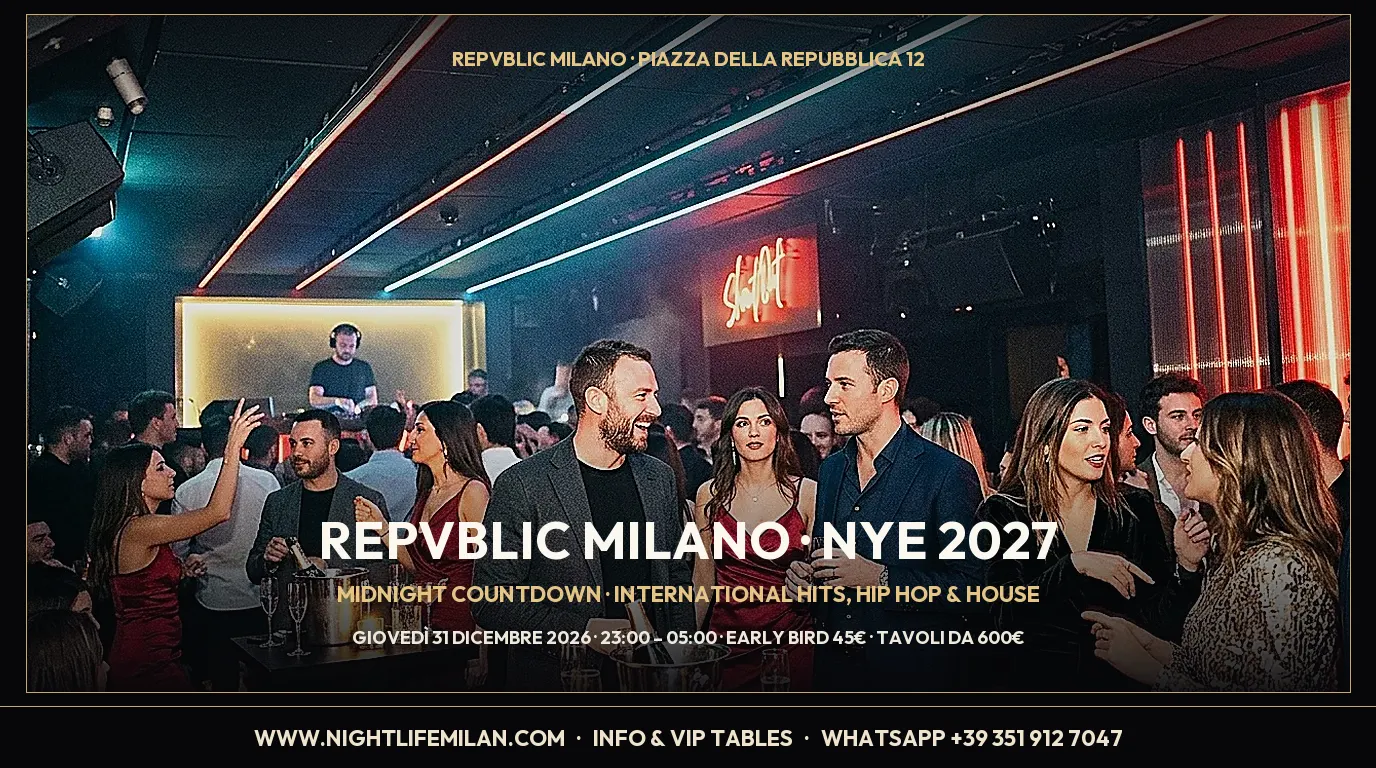 REPVBLIC MILANO · PIAZZA DELLA REPUBBLICA 12
REPVBLIC MILANO · NYE 2027
MIDNIGHT COUNTDOWN · INTERNATIONAL HITS, HIP HOP & HOUSE
GIOVEDÌ 31 DICEMBRE 2026 · 23:00 – 05:00 · EARLY BIRD 45€ · TAVOLI DA 600€
WWW.NIGHTLIFEMILAN.COM · INFO & VIP TABLES · WHATSAPP +39 351 912 7047